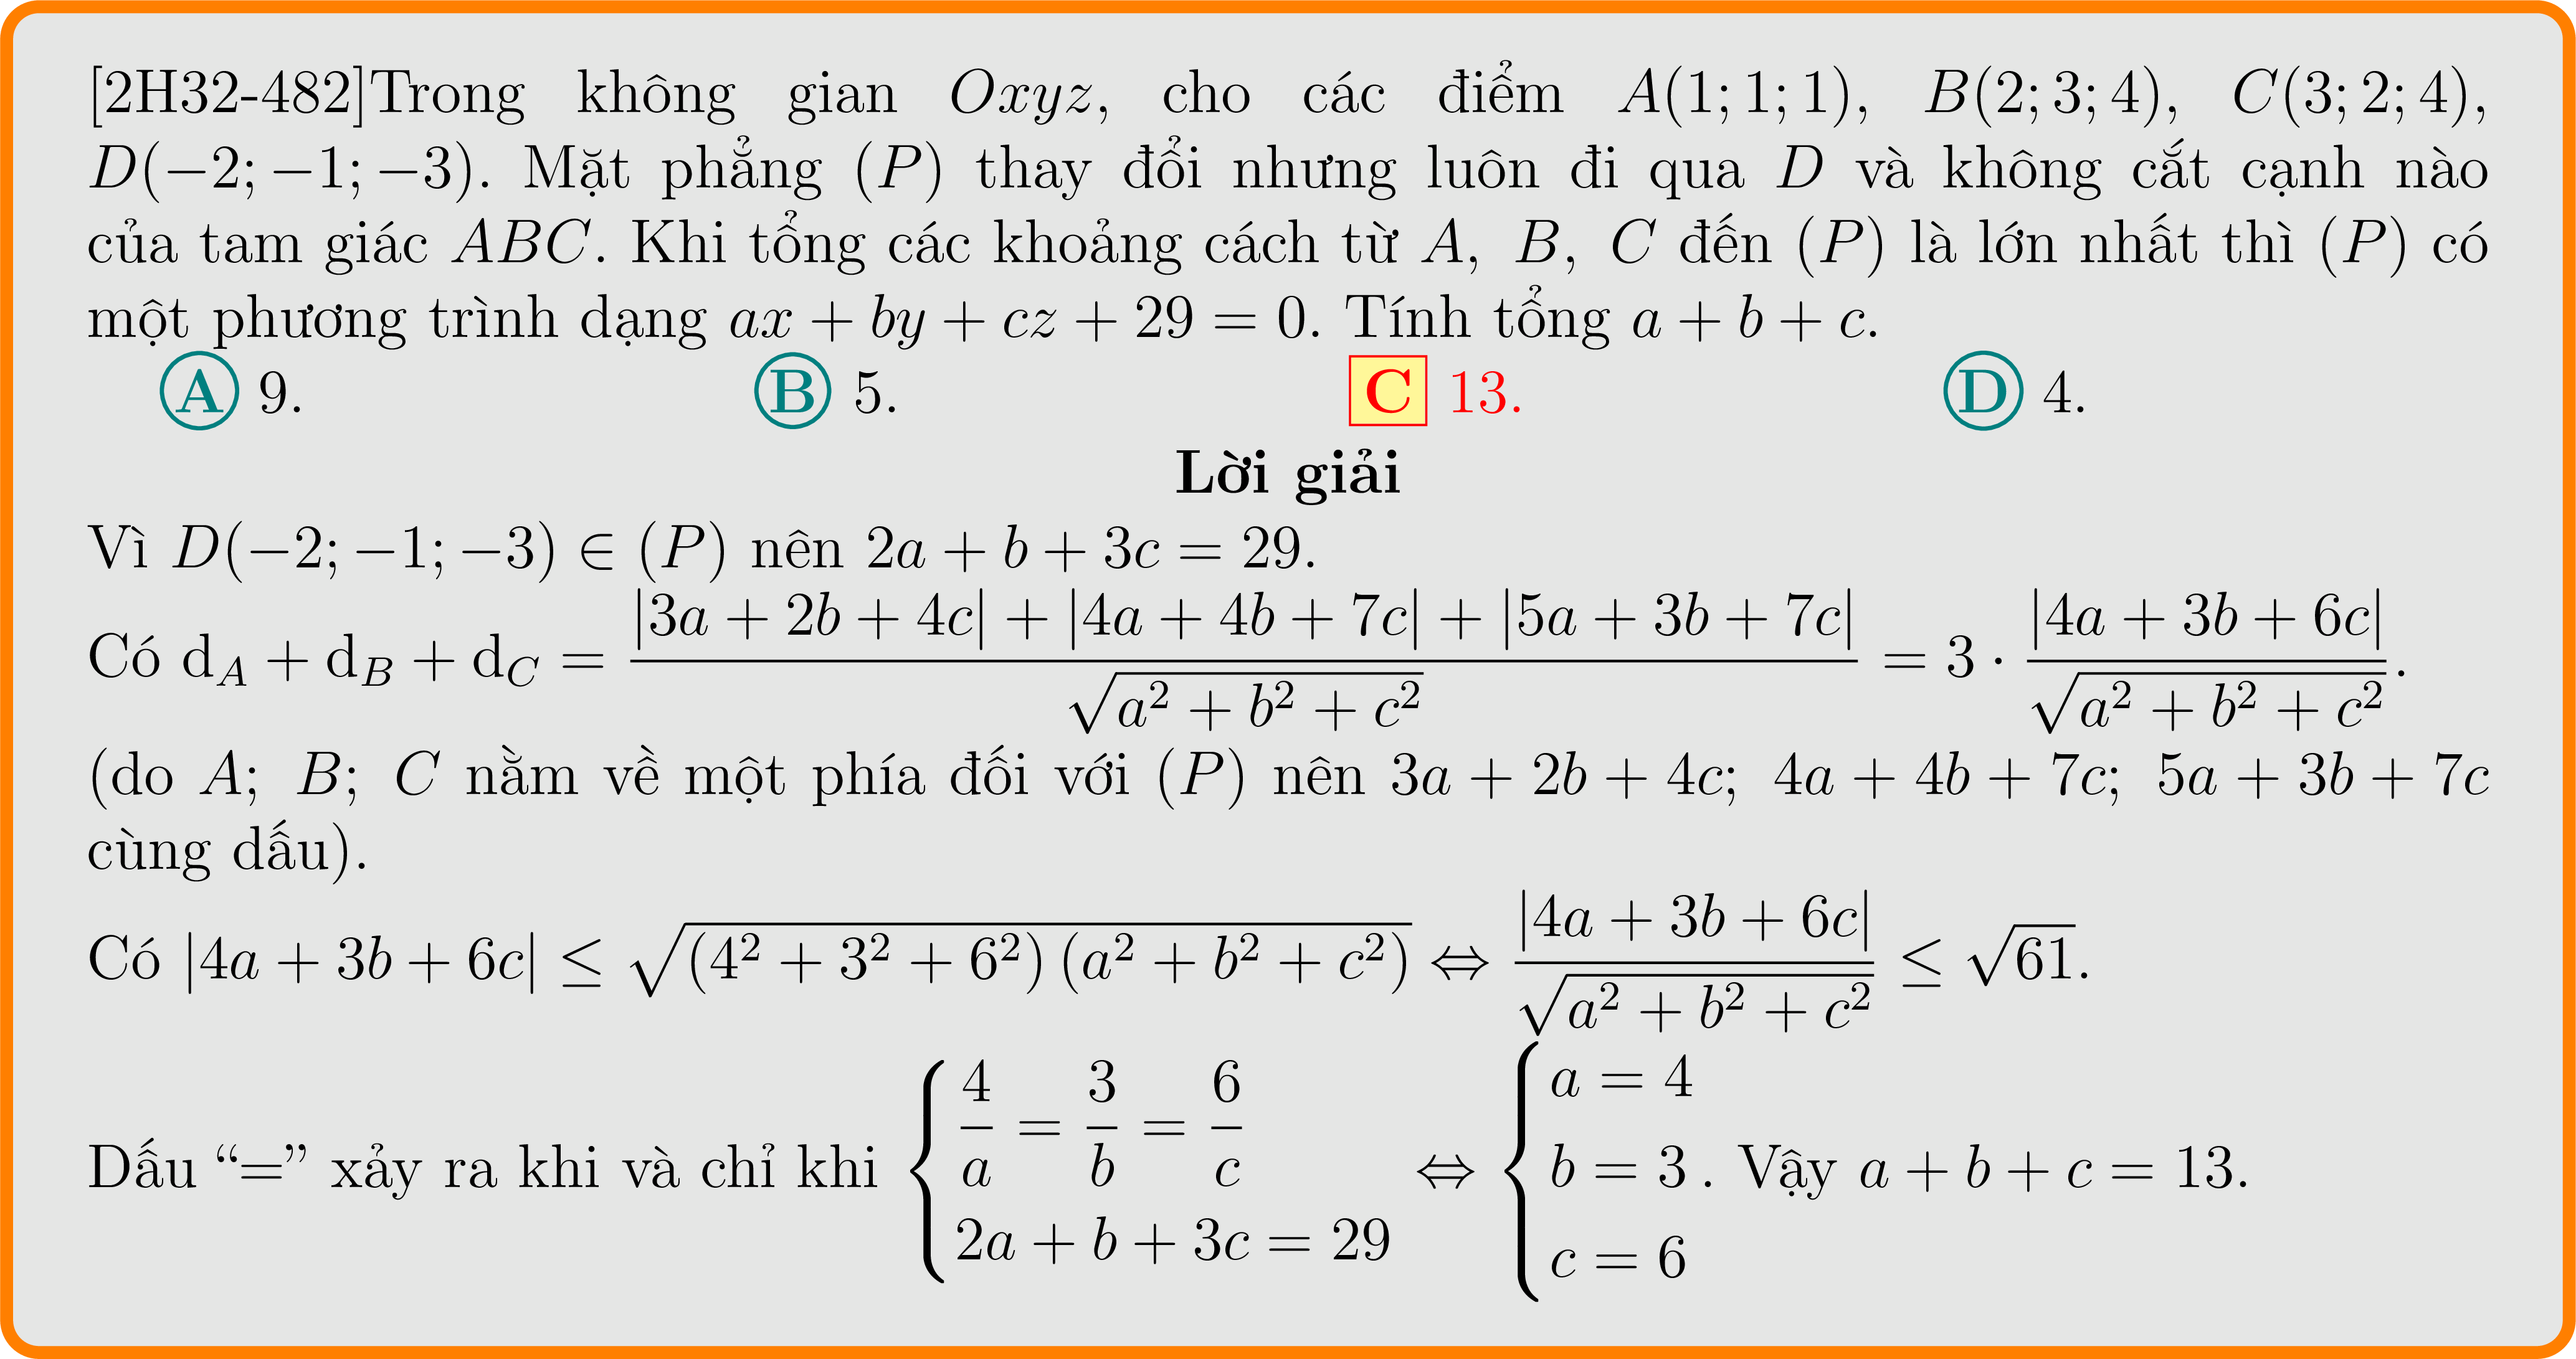 [2H32-482]Trong không gian Oxyz, cho các điểm A(1; 1; 1), B(2; 3; 4), C(3; 2; 4),
D(−2; −1; −3). Mặt phẳng (P) thay đổi nhưng luôn đi qua D và không cắt cạnh nào
của tam giác ABC. Khi tổng các khoảng cách từ A, B, C đến (P) là lớn nhất thì (P) có
một phương trình dạng ax + by + cz + 29 = 0. Tính tổng a + b + c.
A 9. B 5. C 13. D 4.
Lời giải
Vì D(−2; −1; −3) ∈ (P) nên 2a + b + 3c = 29.
Có d_A + d_B + d_C = \frac{|3a + 2b + 4c| + |4a + 4b + 7c| + |5a + 3b + 7c|}{\sqrt{a^2 + b^2 + c^2}} = 3 · \frac{|4a + 3b + 6c|}{\sqrt{a^2 + b^2 + c^2}}.
(do A; B; C nằm về một phía đối với (P) nên 3a + 2b + 4c; 4a + 4b + 7c; 5a + 3b + 7c
cùng dấu).
Có |4a + 3b + 6c| ≤ \sqrt{(4^2 + 3^2 + 6^2) (a^2 + b^2 + c^2)} ⇔ \frac{|4a + 3b + 6c|}{\sqrt{a^2 + b^2 + c^2}} ≤ \sqrt{61}.
Dấu “=” xảy ra khi và chỉ khi \begin{cases} \frac{4}{a} = \frac{3}{b} = \frac{6}{c} \\ 2a + b + 3c = 29 \end{cases} ⇔ \begin{cases} a = 4 \\ b = 3 \\ c = 6 \end{cases}. Vậy a + b + c = 13.